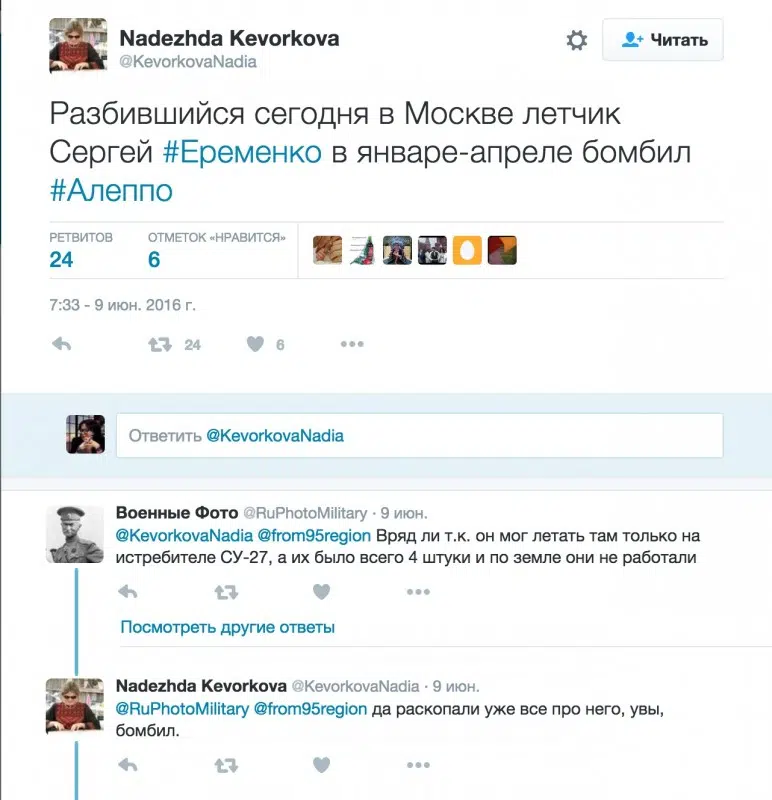 Nadezhda Kevorkova
@KevorkovaNadia
Читать
Разбившийся сегодня в Москве летчик
Сергей #Еременко в январе-апреле бомбил
#Алеппо
РЕТВИТОВ
24
ОТМЕТОК «НРАВИТСЯ»
6
7:33 - 9 июн. 2016 г.
24
6
Ответить @KevorkovaNadia
Военные Фото @RuPhotoMilitary · 9 июн.
@KevorkovaNadia @from95region Вряд ли т.к. он мог летать там только на
истребителе СУ-27, а их было всего 4 штуки и по земле они не работали
Посмотреть другие ответы
Nadezhda Kevorkova @KevorkovaNadia · 9 июн.
@RuPhotoMilitary @from95region да раскопали уже все про него, увы,
бомбил.